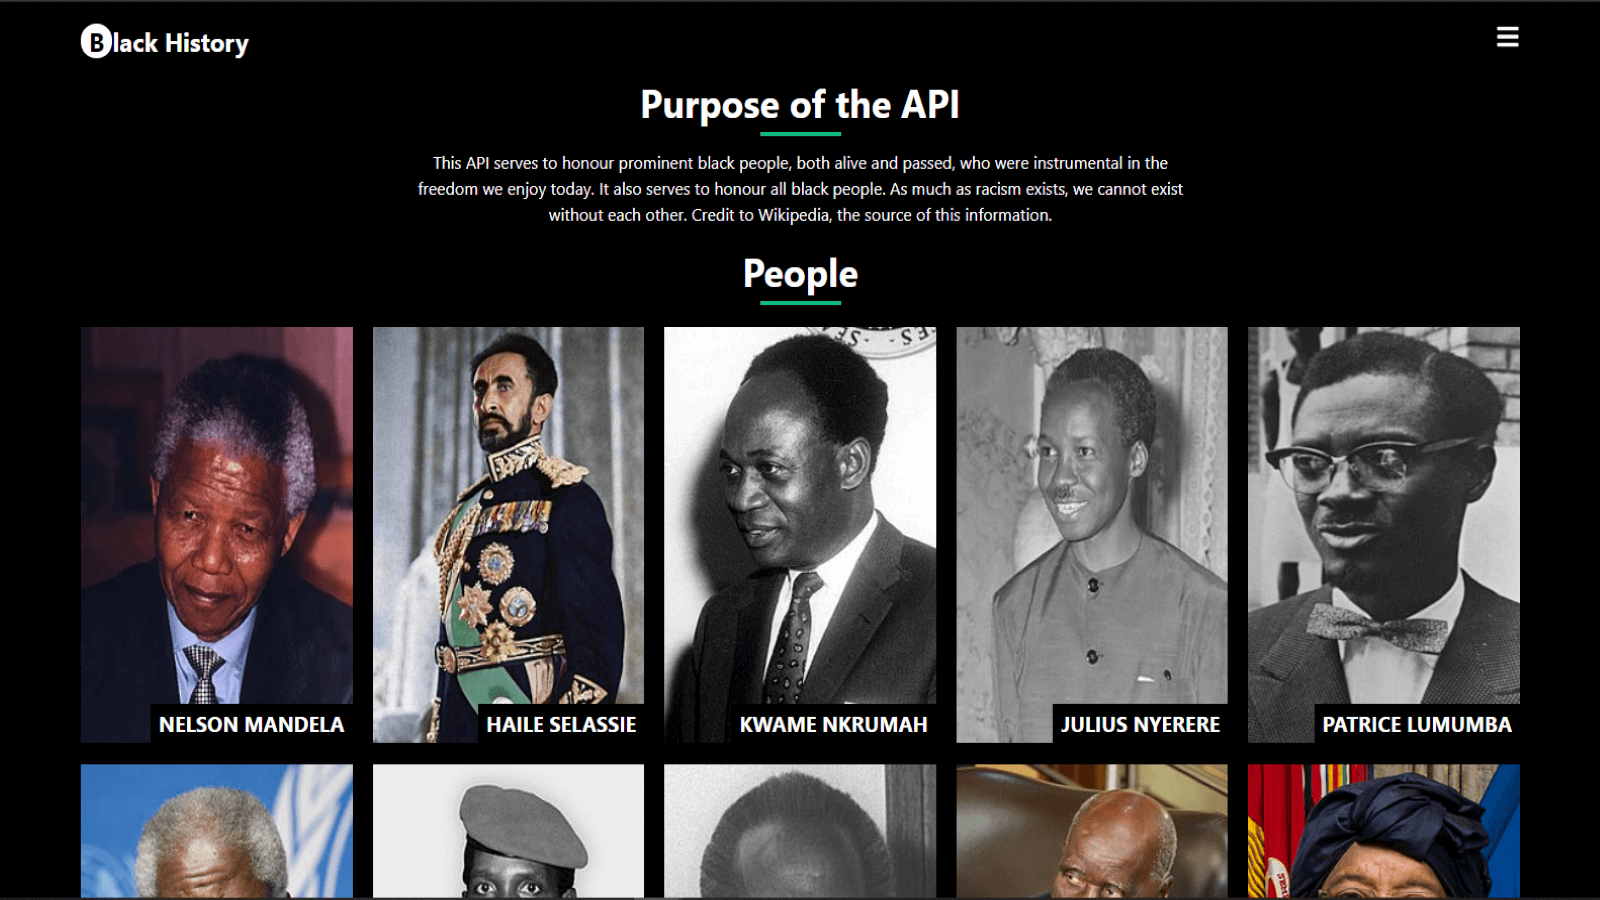 Black History
Purpose of the API
This API serves to honour prominent black people, both alive and passed, who were instrumental in the
freedom we enjoy today. It also serves to honour all black people. As much as racism exists, we cannot exist
without each other. Credit to Wikipedia, the source of this information.
People
NELSON MANDELA
HAILE SELASSIE
KWAME NKRUMAH
JULIUS NYERERE
PATRICE LUMUMBA